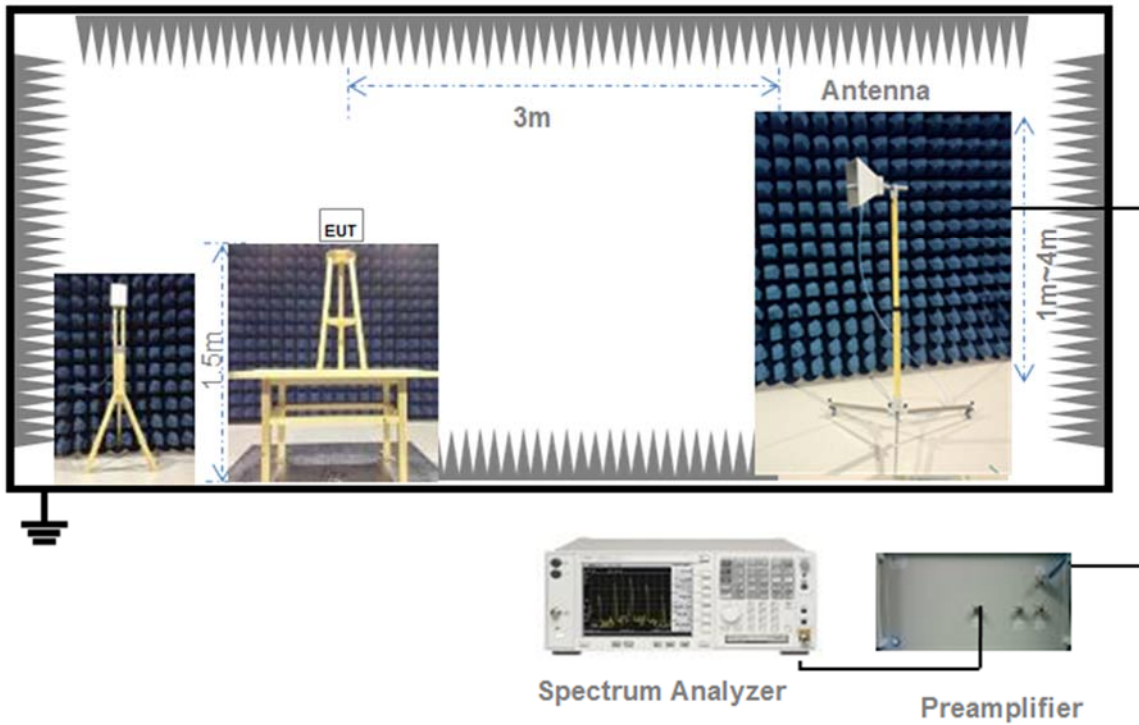 Antenna
3m
EUT
1.5m
1m~4m
Spectrum Analyzer
Preamplifier